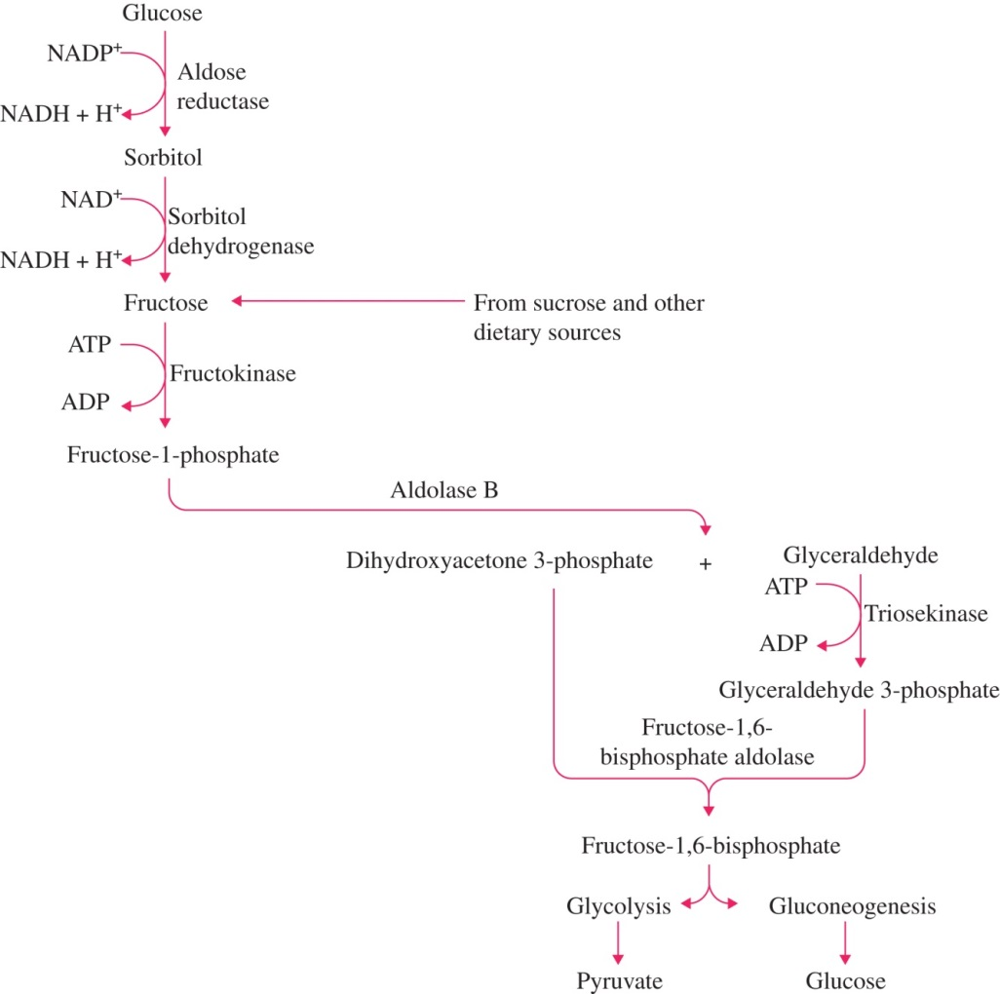 Glucose
NADP⁺
Aldose
reductase
NADH + H⁺
Sorbitol
NAD⁺
Sorbitol
dehydrogenase
NADH + H⁺
Fructose
From sucrose and other
dietary sources
ATP
Fructokinase
ADP
Fructose-1-phosphate
Aldolase B
Dihydroxyacetone 3-phosphate + Glyceraldehyde
ATP
Triosekinase
ADP
Glyceraldehyde 3-phosphate
Fructose-1,6-
bisphosphate aldolase
Fructose-1,6-bisphosphate
Glycolysis
Gluconeogenesis
Pyruvate
Glucose